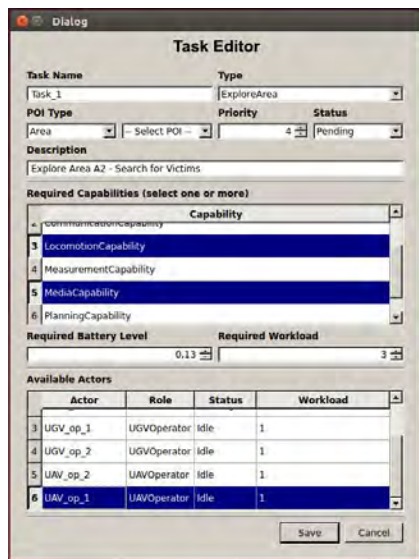 Dialog
Task Editor
Task Name Type
Task_1 ExploreArea
POI Type Priority Status
Area -- Select POI -- 4 Pending
Description
Explore Area A2 - Search for Victims
Required Capabilities (select one or more)
Capability
2 CommunicationCapability
3 LocomotionCapability
4 MeasurementCapability
5 MediaCapability
6 PlanningCapability
Required Battery Level Required Workload
0,13 3
Available Actors
Actor Role Status Workload
3 UGV_op_1 UGVOperator Idle 1
4 UGV_op_2 UGVOperator Idle 1
5 UAV_op_2 UAVOperator Idle 1
6 UAV_op_1 UAVOperator Idle 1
Save Cancel